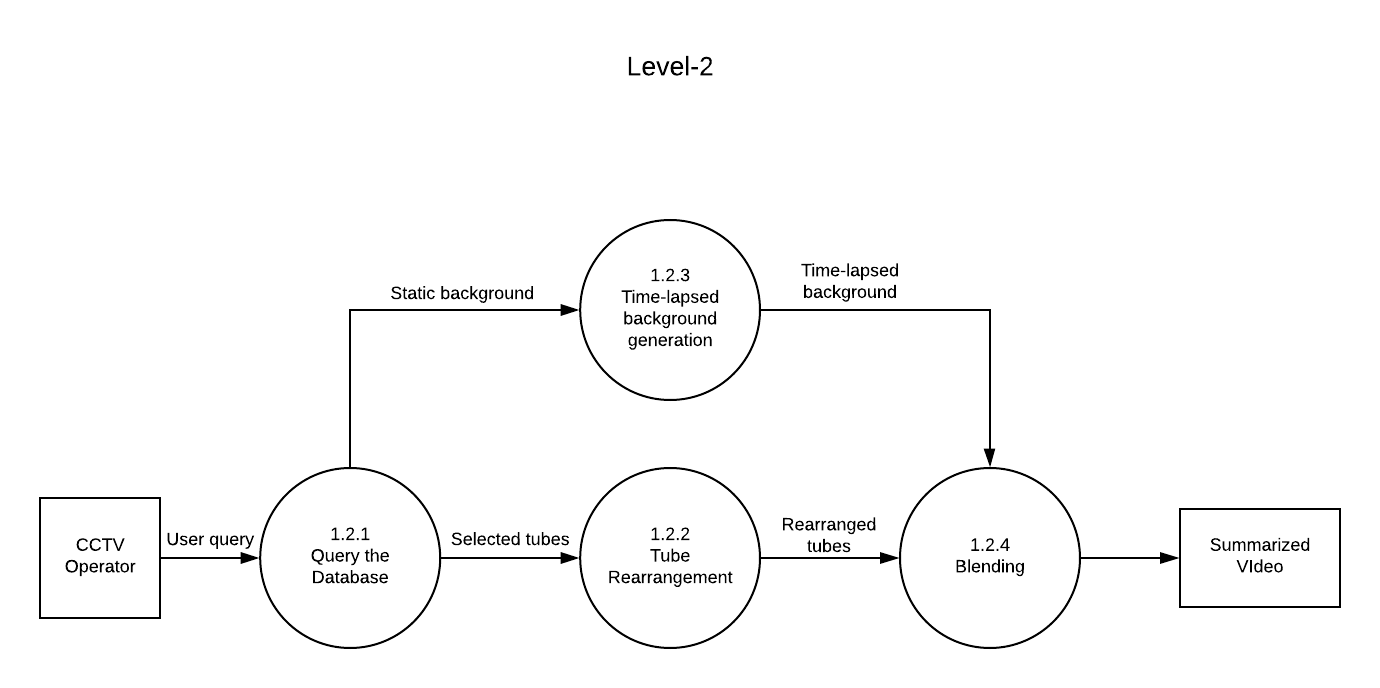 Level-2
1.2.3
Time-lapsed
background
generation
Static background
Time-lapsed
background
CCTV
Operator
User query
1.2.1
Query the
Database
Selected tubes
1.2.2
Tube
Rearrangement
Rearranged
tubes
1.2.4
Blending
Summarized
VIdeo